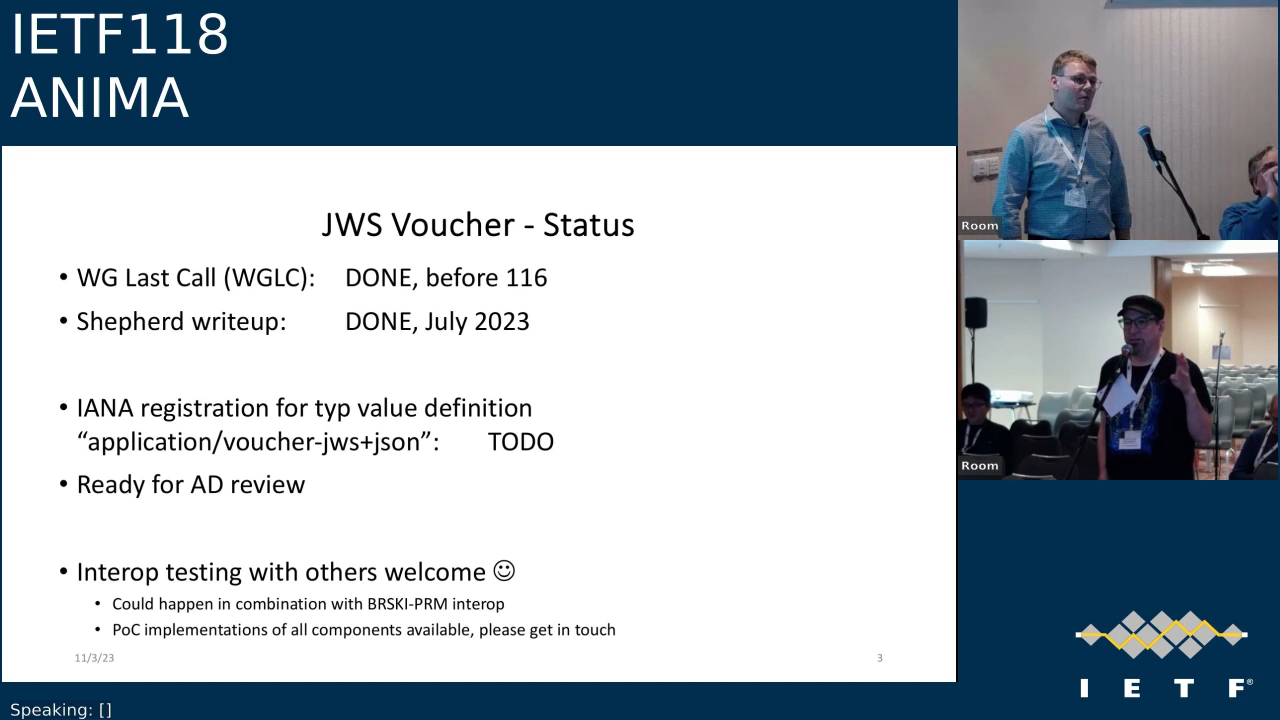 IETF118
ANIMA
JWS Voucher - Status
• WG Last Call (WGLC): DONE, before 116
• Shepherd writeup: DONE, July 2023
• IANA registration for typ value definition
“application/voucher-jws+json”: TODO
• Ready for AD review
• Interop testing with others welcome ☺
• Could happen in combination with BRSKI-PRM interop
• PoC implementations of all components available, please get in touch
11/3/23
3
Room
Room
I E T F®
Speaking: []